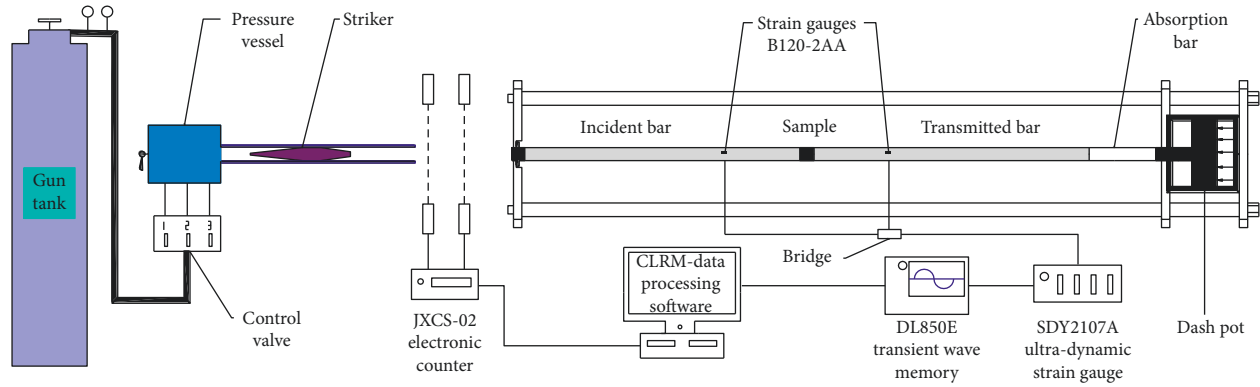 Pressure
vessel
Striker
Strain gauges
B120-2AA
Absorption
bar
Incident bar
Sample
Transmitted bar
Gun
tank
1 2 3
Bridge
CLRM-data
processing
software
Control
valve
JXCS-02
electronic
counter
DL850E
transient wave
memory
SDY2107A
ultra-dynamic
strain gauge
Dash pot